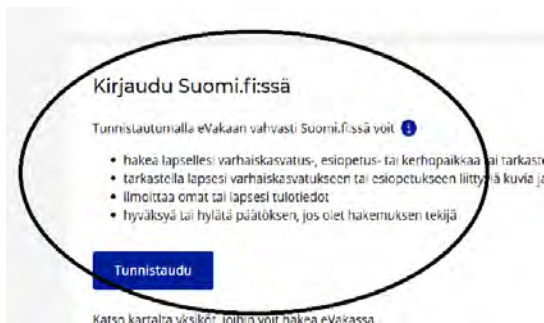 Kirjaudu Suomi.fi:ssä
Tunnistautumalla eVakaan vahvasti Suomi.fi:ssä voit
hakea lapsellesi varhaiskasvatus-, esiopetus- tai kerhopaikkaa tai tarkaste
tarkastella lapsesi varhaiskasvatukseen tai esiopetukseen liittyviä kuvia ja
ilmoittaa omat tai lapsesi tulotiedot
hyväksyä tai hylätä päätöksen, jos olet hakemuksen tekijä
Tunnistaudu
Katso kartalta yksiköt, joihin voit hakea eVakassa